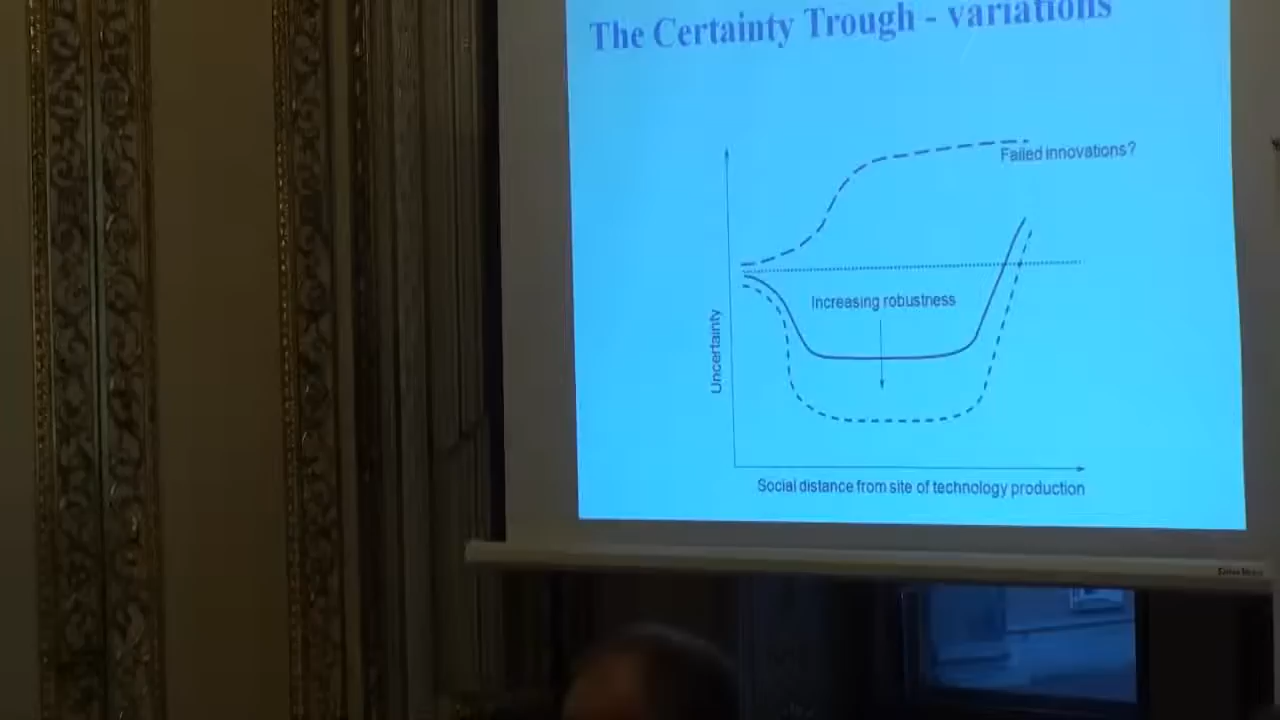 The Certainty Trough - variations
Failed innovations?
Increasing robustness
Uncertainty
Social distance from site of technology production